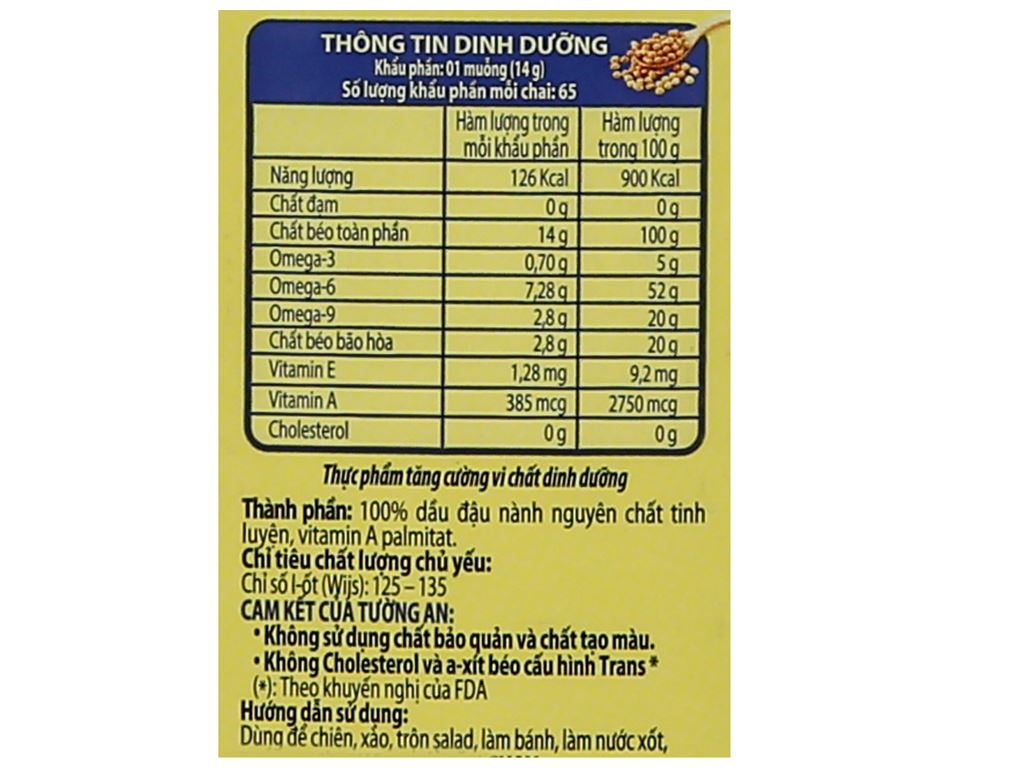 THÔNG TIN DINH DƯỠNG
Khẩu phần: 01 muỗng (14 g)
Số lượng khẩu phần mỗi chai: 65
Hàm lượng trong mỗi khẩu phần Hàm lượng trong 100 g
Năng lượng 126 Kcal 900 Kcal
Chất đạm 0 g 0 g
Chất béo toàn phần 14 g 100 g
Omega-3 0,70 g 5 g
Omega-6 7,28 g 52 g
Omega-9 2,8 g 20 g
Chất béo bão hòa 2,8 g 20 g
Vitamin E 1,28 mg 9,2 mg
Vitamin A 385 mcg 2750 mcg
Cholesterol 0 g 0 g
Thực phẩm tăng cường vi chất dinh dưỡng
Thành phần: 100% dầu đậu nành nguyên chất tinh
luyện, vitamin A palmitat.
Chỉ tiêu chất lượng chủ yếu:
Chỉ số I-ốt (Wijs): 125 – 135
CAM KẾT CỦA TƯỜNG AN:
• Không sử dụng chất bảo quản và chất tạo màu.
• Không Cholesterol và a-xít béo cấu hình Trans *
(*): Theo khuyến nghị của FDA
Hướng dẫn sử dụng:
Dùng để chiên, xào, trộn salad, làm bánh, làm nước xốt,